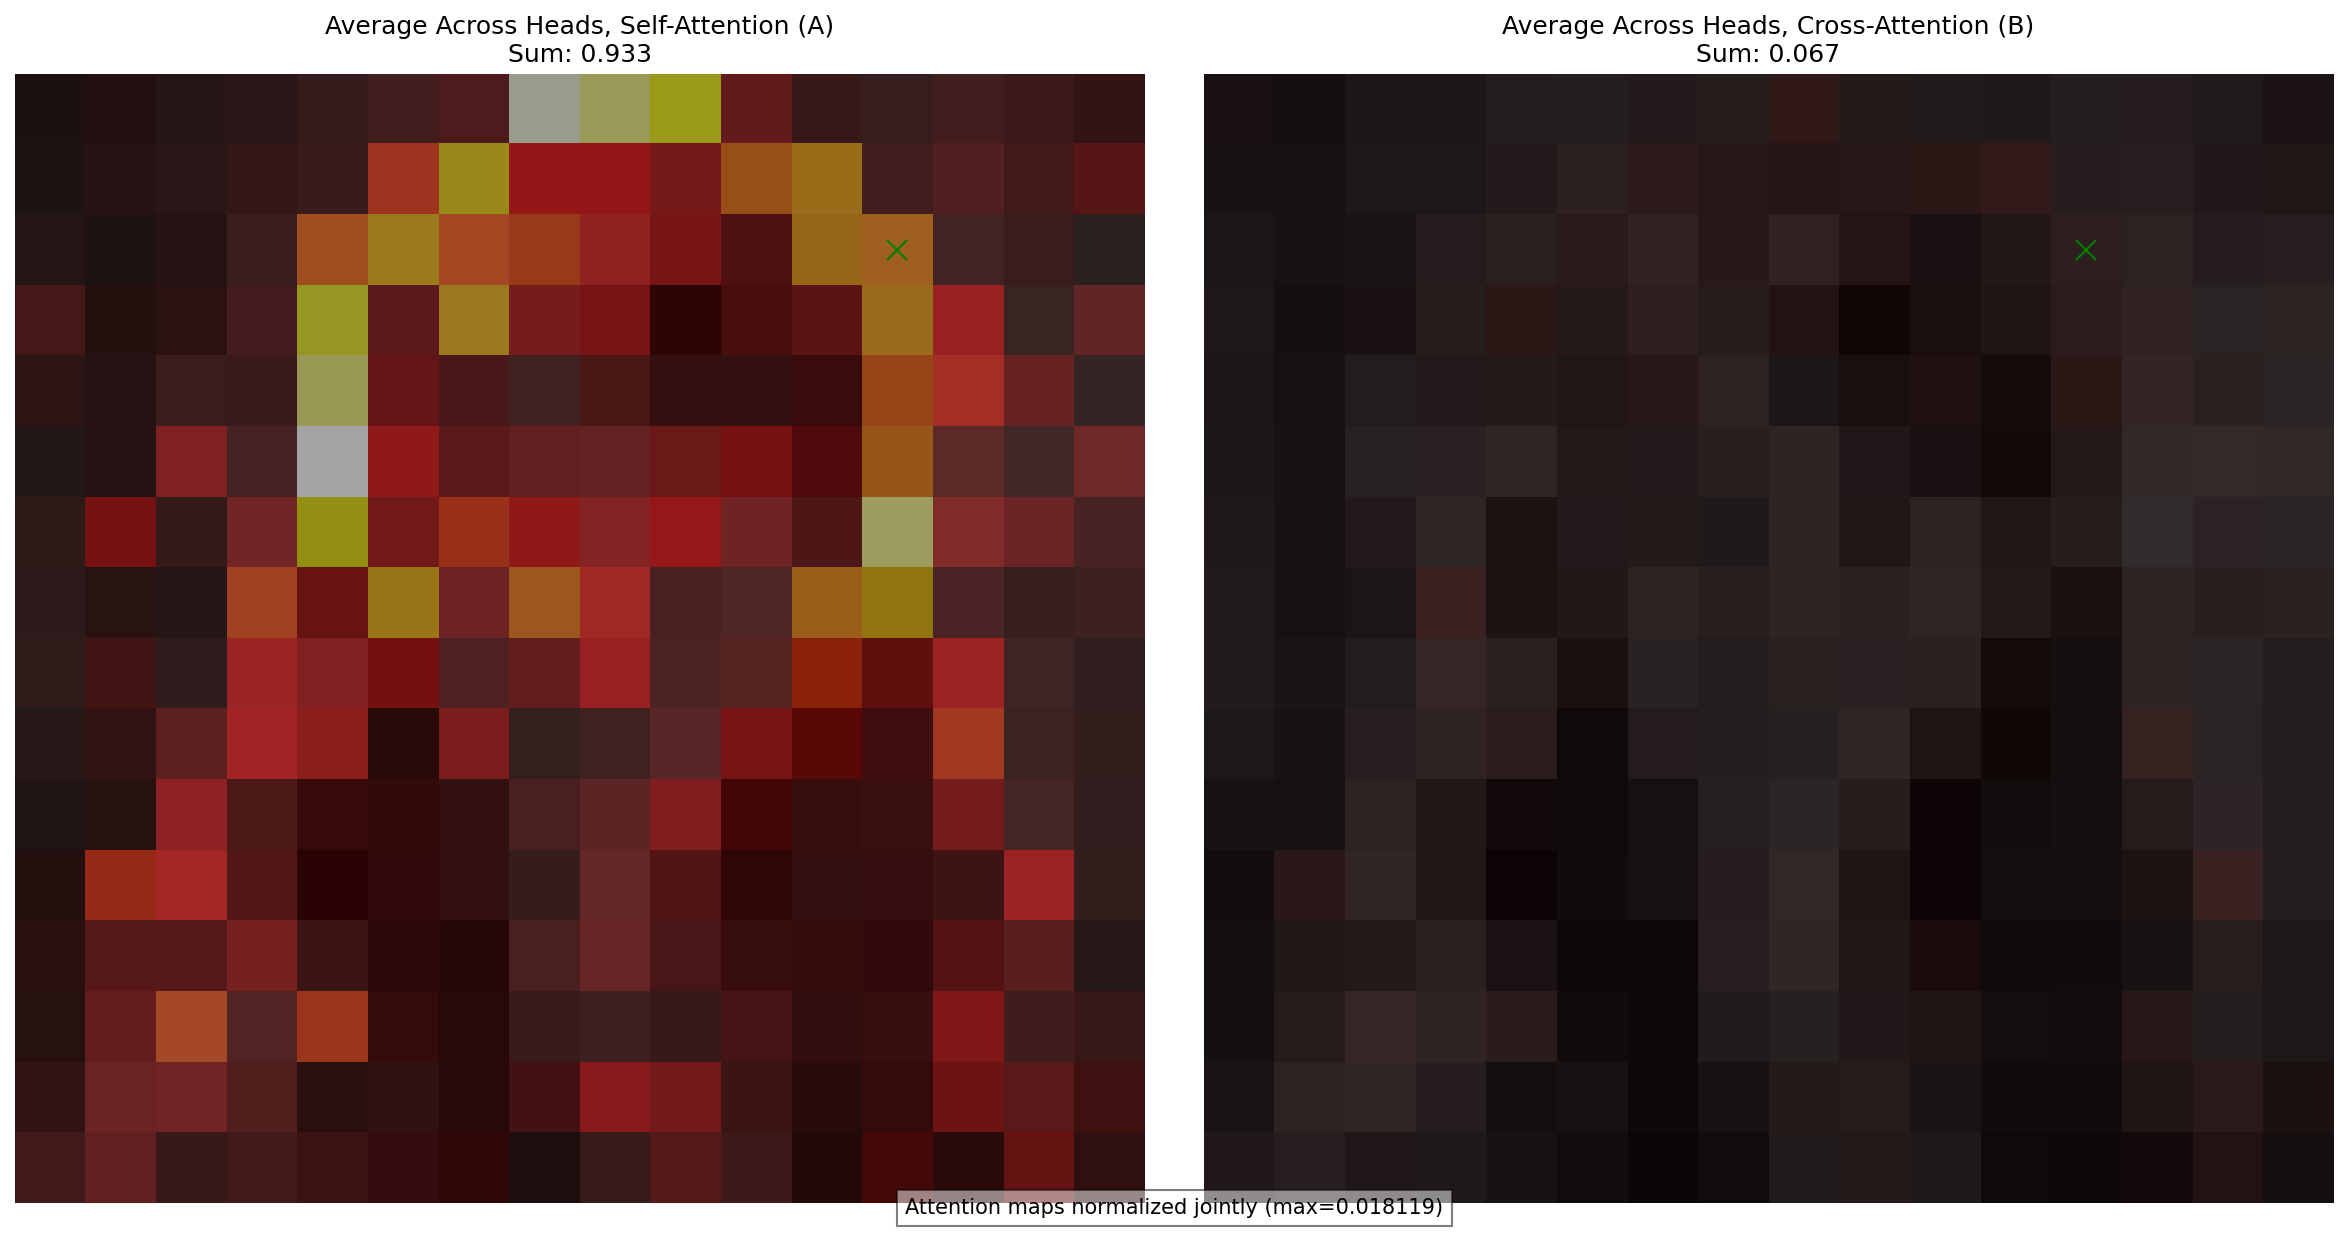 Average Across Heads, Self-Attention (A)
Sum: 0.933
Average Across Heads, Cross-Attention (B)
Sum: 0.067
Attention maps normalized jointly (max=0.018119)